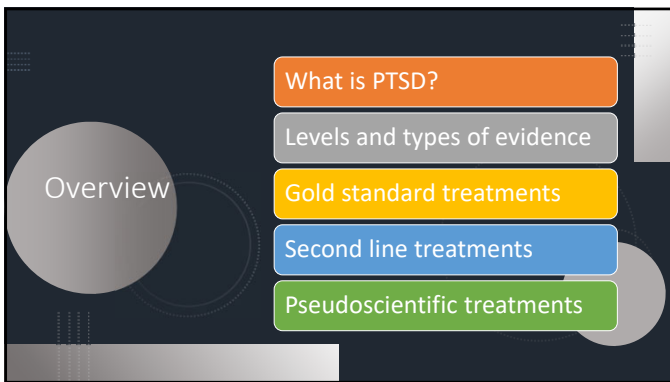 Overview
What is PTSD?
Levels and types of evidence
Gold standard treatments
Second line treatments
Pseudoscientific treatments